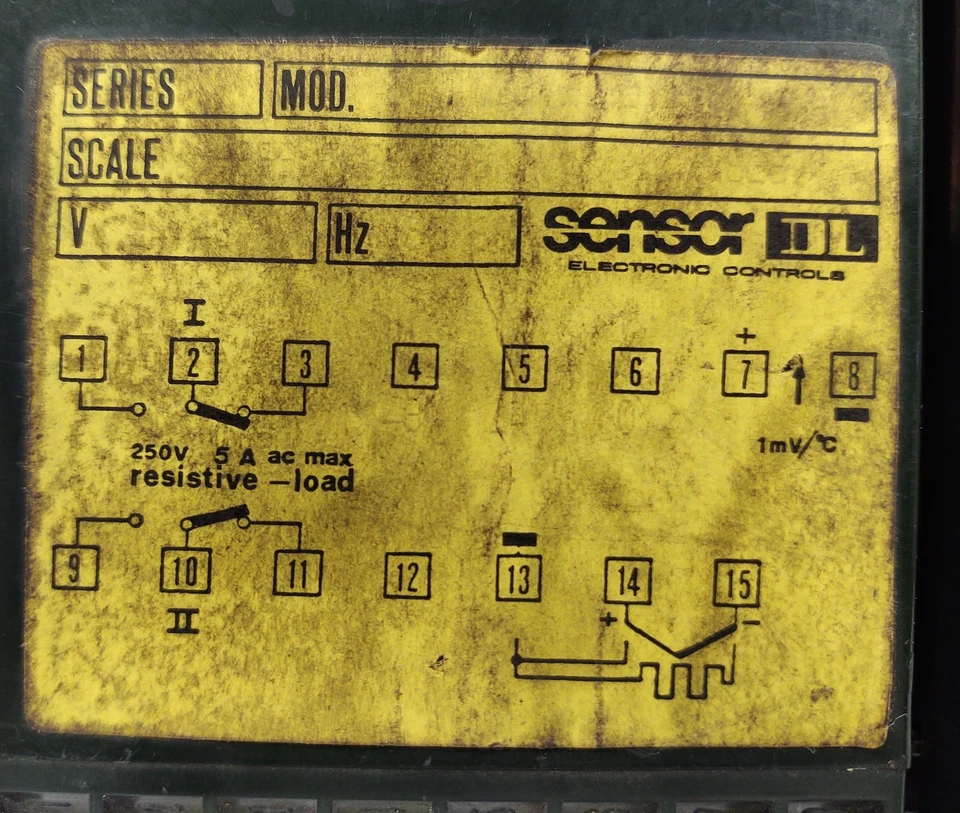 SERIES MOD.
SCALE
V Hz sensor DL
ELECTRONIC CONTROLS
I
+
1 2 3 4 5 6 7 8
1mV/°C
250V 5 A ac max
resistive – load
9 10 11 12 13 14 15
II
+ –